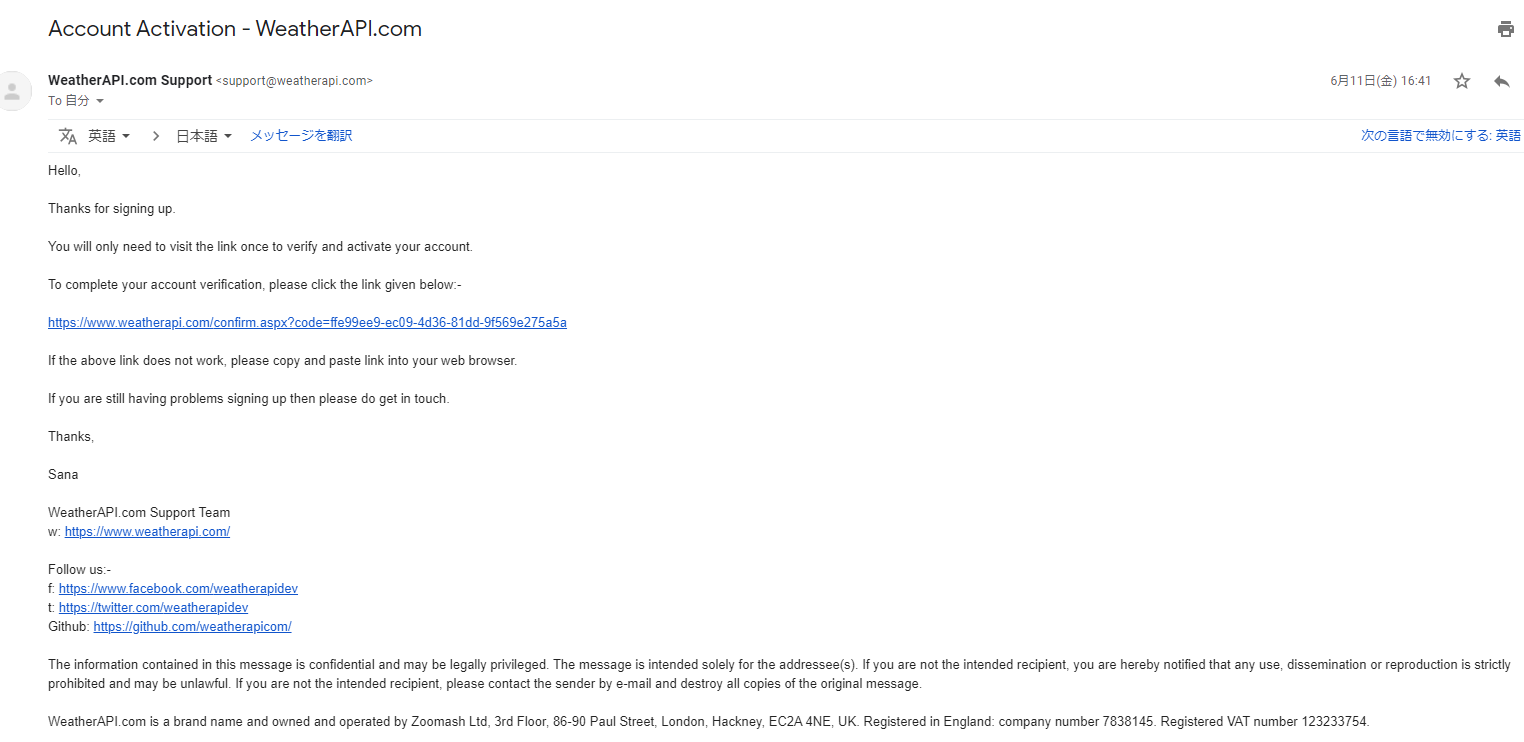 Account Activation - WeatherAPI.com
WeatherAPI.com Support <support@weatherapi.com>
6月11日(金) 16:41
To 自分
英語
日本語
メッセージを翻訳
次の言語で無効にする: 英語
Hello,
Thanks for signing up.
You will only need to visit the link once to verify and activate your account.
To complete your account verification, please click the link given below:-
https://www.weatherapi.com/confirm.aspx?code=ffe99ee9-ec09-4d36-81dd-9f569e275a5a
If the above link does not work, please copy and paste link into your web browser.
If you are still having problems signing up then please do get in touch.
Thanks,
Sana
WeatherAPI.com Support Team
w: https://www.weatherapi.com/
Follow us:-
f: https://www.facebook.com/weatherapidev
t: https://twitter.com/weatherapidev
Github: https://github.com/weatherapicom/
The information contained in this message is confidential and may be legally privileged. The message is intended solely for the addressee(s). If you are not the intended recipient, you are hereby notified that any use, dissemination or reproduction is strictly
prohibited and may be unlawful. If you are not the intended recipient, please contact the sender by e-mail and destroy all copies of the original message.
WeatherAPI.com is a brand name and owned and operated by Zoomash Ltd, 3rd Floor, 86-90 Paul Street, London, Hackney, EC2A 4NE, UK. Registered in England: company number 7838145. Registered VAT number 123233754.